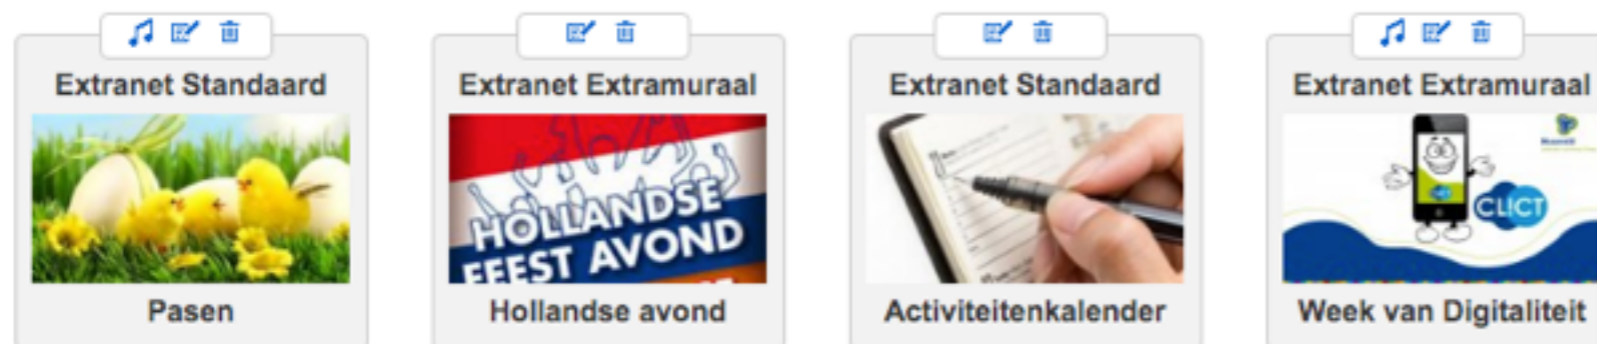 Extranet Standaard
Pasen
Extranet Extramuraal
HOLLANDSE
FEEST AVOND
Hollandse avond
Extranet Standaard
Activiteitenkalender
Extranet Extramuraal
CLICT
Week van Digitaliteit